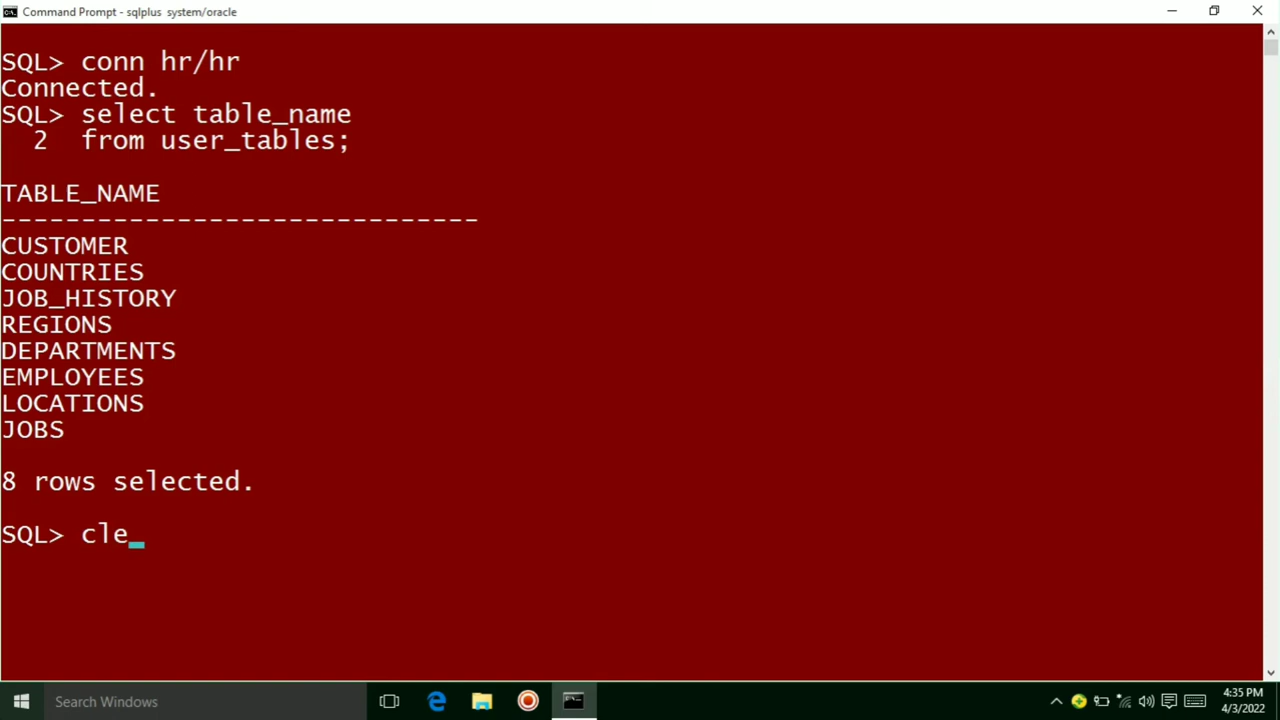 Command Prompt - sqlplus system/oracle
SQL> conn hr/hr
Connected.
SQL> select table_name
  2  from user_tables;
TABLE_NAME
------------------------------
CUSTOMER
COUNTRIES
JOB_HISTORY
REGIONS
DEPARTMENTS
EMPLOYEES
LOCATIONS
JOBS
8 rows selected.
SQL> cle_
Search Windows
4:35 PM
4/3/2022